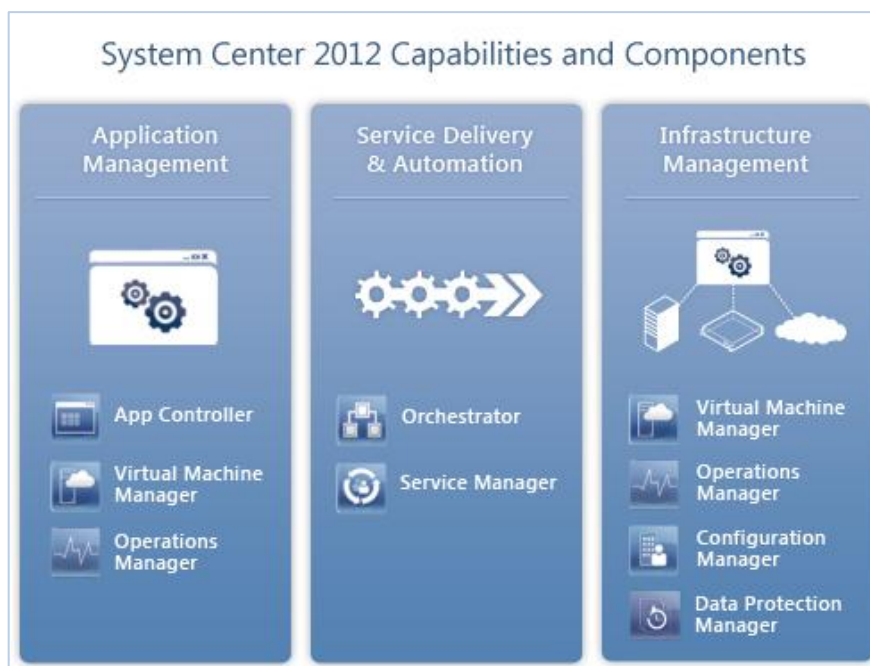 System Center 2012 Capabilities and Components
Application
Management
App Controller
Virtual Machine
Manager
Operations
Manager
Service Delivery
& Automation
Orchestrator
Service Manager
Infrastructure
Management
Virtual Machine
Manager
Operations
Manager
Configuration
Manager
Data Protection
Manager